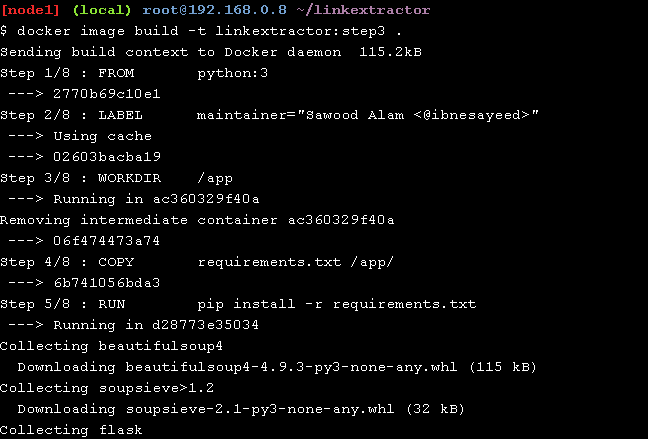 [node1] (local) root@192.168.0.8 ~/linkextractor
$ docker image build -t linkextractor:step3 .
Sending build context to Docker daemon  115.2kB
Step 1/8 : FROM       python:3
 ---> 2770b69c10e1
Step 2/8 : LABEL      maintainer="Sawood Alam <@ibnesayeed>"
 ---> Using cache
 ---> 02603bacba19
Step 3/8 : WORKDIR    /app
 ---> Running in ac360329f40a
Removing intermediate container ac360329f40a
 ---> 06f474473a74
Step 4/8 : COPY       requirements.txt /app/
 ---> 6b741056bda3
Step 5/8 : RUN        pip install -r requirements.txt
 ---> Running in d28773e35034
Collecting beautifulsoup4
  Downloading beautifulsoup4-4.9.3-py3-none-any.whl (115 kB)
Collecting soupsieve>1.2
  Downloading soupsieve-2.1-py3-none-any.whl (32 kB)
Collecting flask